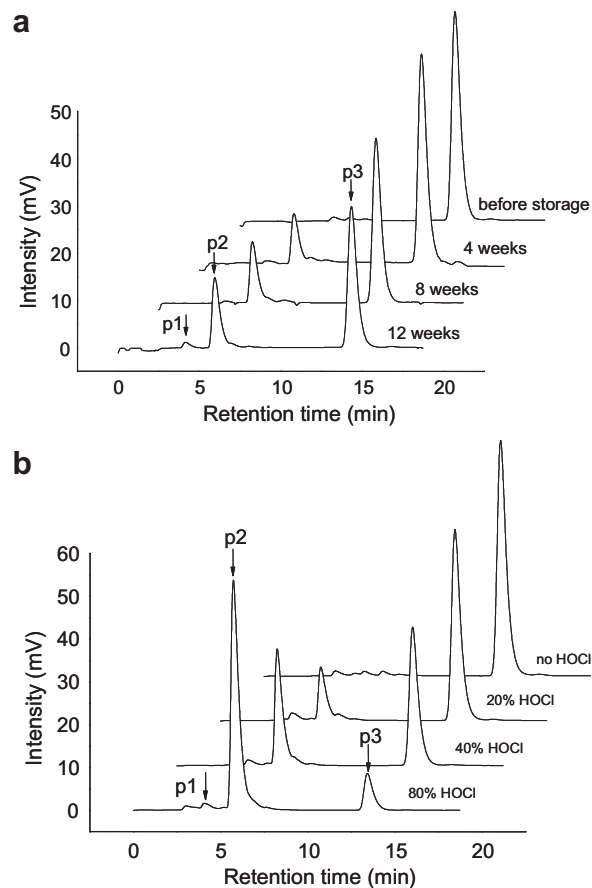 a
50
40
30
20
10
0
Intensity (mV)
p1
p2
p3
before storage
4 weeks
8 weeks
12 weeks
0 5 10 15 20
Retention time (min)
b
60
50
40
30
20
10
0
Intensity (mV)
p1
p2
p3
no HOCl
20% HOCl
40% HOCl
80% HOCl
0 5 10 15 20
Retention time (min)